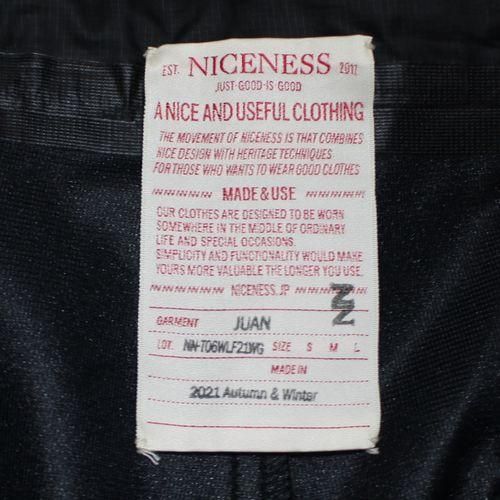 EST. NICENESS 2017
JUST·GOOD·IS·GOOD
A NICE AND USEFUL CLOTHING
THE MOVEMENT OF NICENESS IS THAT COMBINES
NICE DESIGN WITH HERITAGE TECHNIQUES
FOR THOSE WHO WANTS TO WEAR GOOD CLOTHES
MADE & USE
OUR CLOTHES ARE DESIGNED TO BE WORN
SOMEWHERE IN THE MIDDLE OF ORDINARY
LIFE AND SPECIAL OCCASIONS.
SIMPLICITY AND FUNCTIONALITY WOULD MAKE
YOURS MORE VALUABLE THE LONGER YOU USE.
NICENESS.JP
GARMENT JUAN
LOT. SIZE S M L
MADE IN
2021 Autumn & Winter